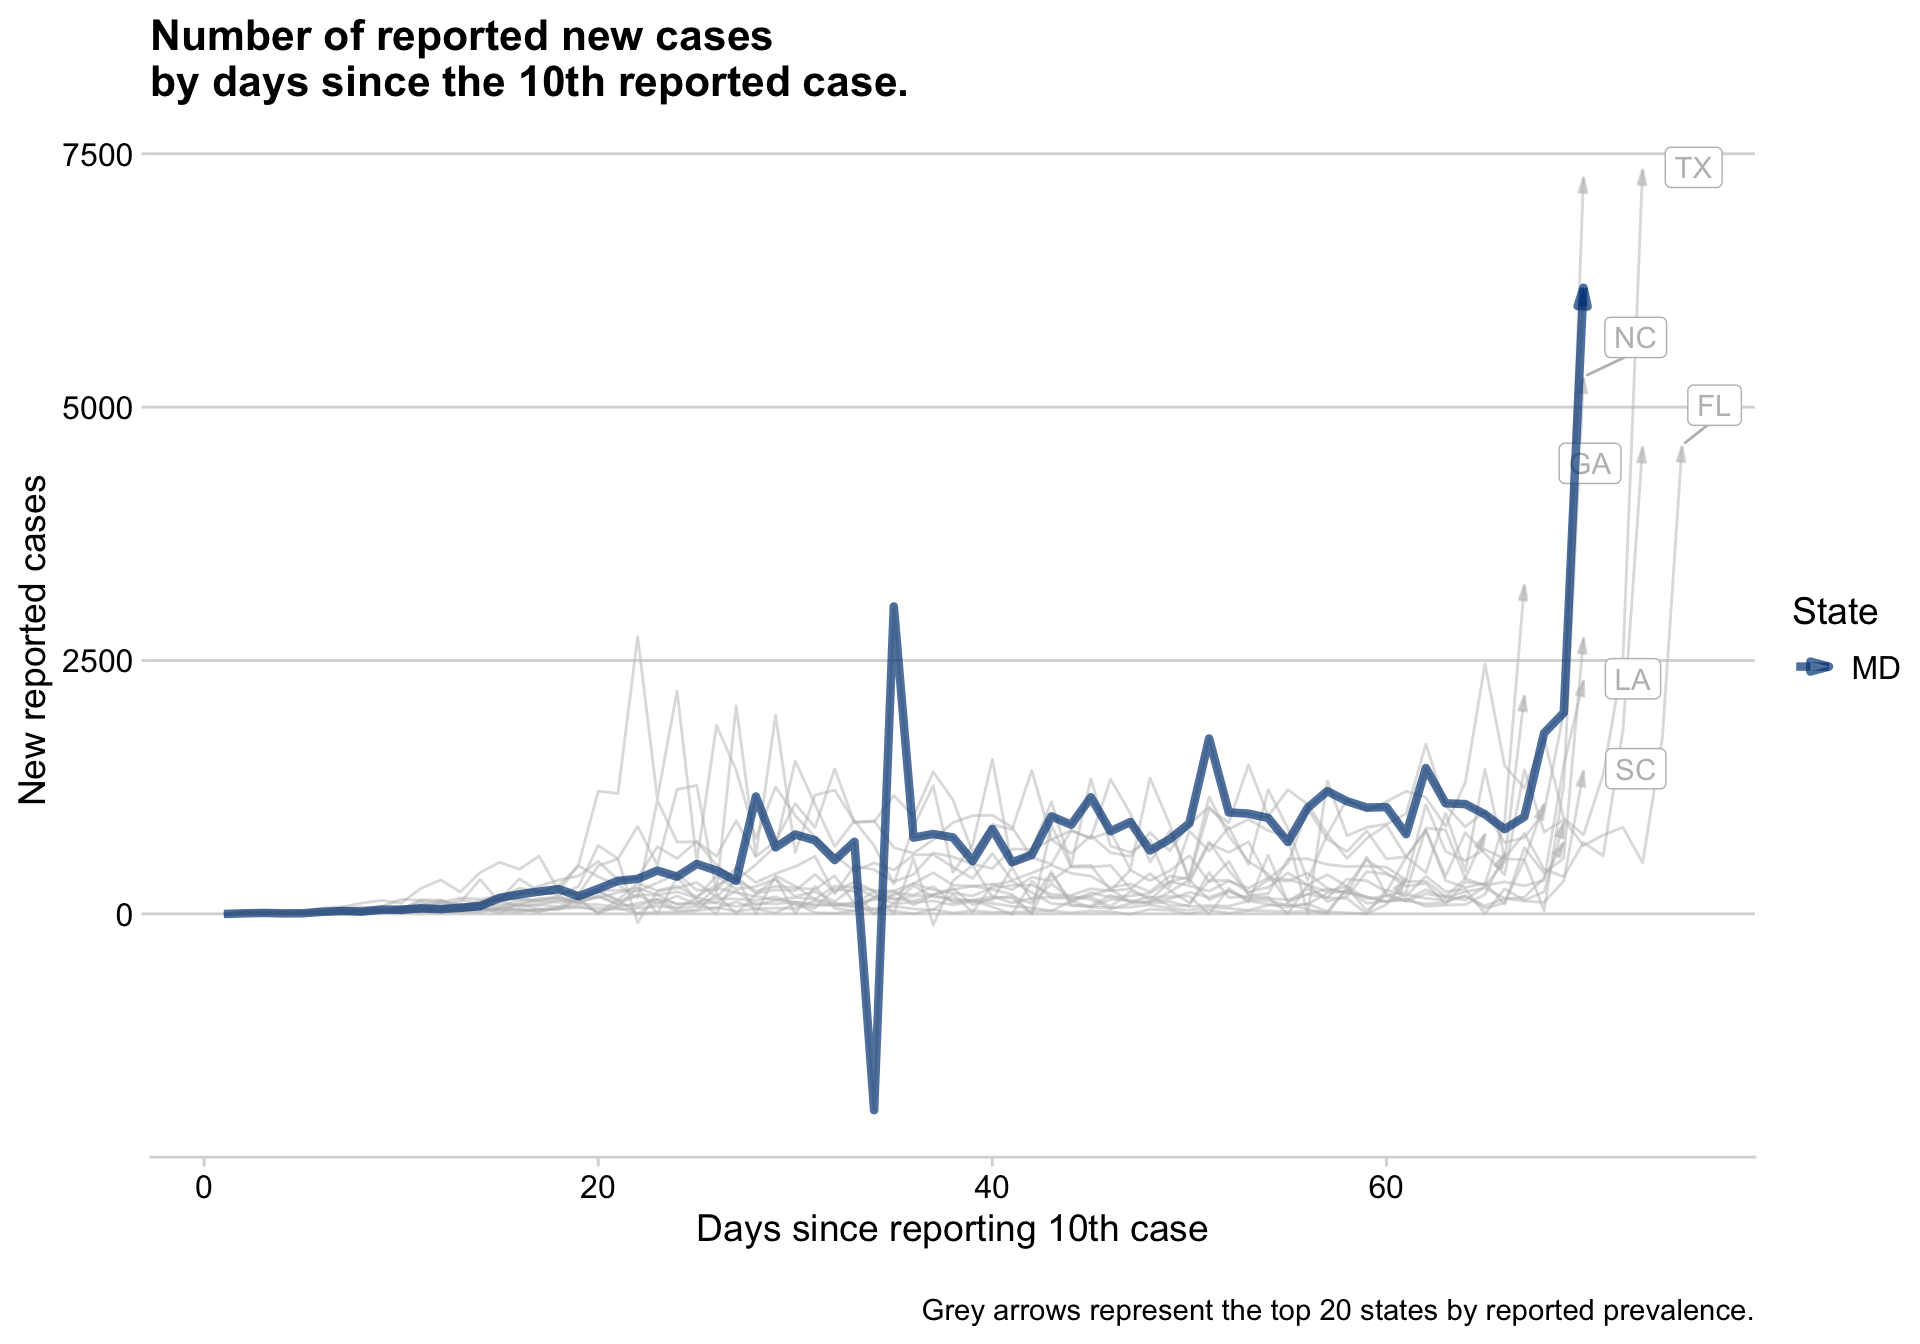 Number of reported new cases
by days since the 10th reported case.
7500
5000
2500
0
New reported cases
TX
NC
FL
GA
LA
SC
State
MD
0 20 40 60
Days since reporting 10th case
Grey arrows represent the top 20 states by reported prevalence.